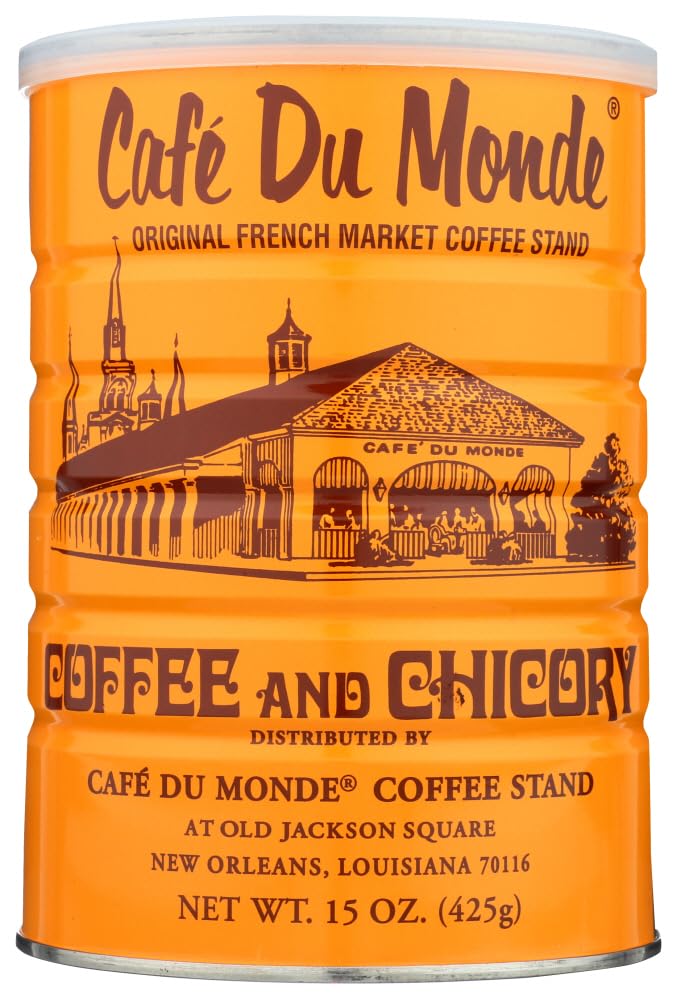 Café Du Monde®
ORIGINAL FRENCH MARKET COFFEE STAND
CAFE' DU MONDE
COFFEE AND CHICORY
DISTRIBUTED BY
CAFÉ DU MONDE® COFFEE STAND
AT OLD JACKSON SQUARE
NEW ORLEANS, LOUISIANA 70116
NET WT. 15 OZ. (425g)